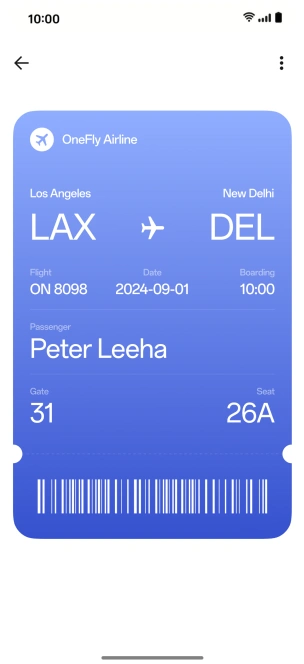 10:00
OneFly Airline
Los Angeles New Delhi
LAX DEL
Flight Date Boarding
ON 8098 2024-09-01 10:00
Passenger
Peter Leeha
Gate Seat
31 26A